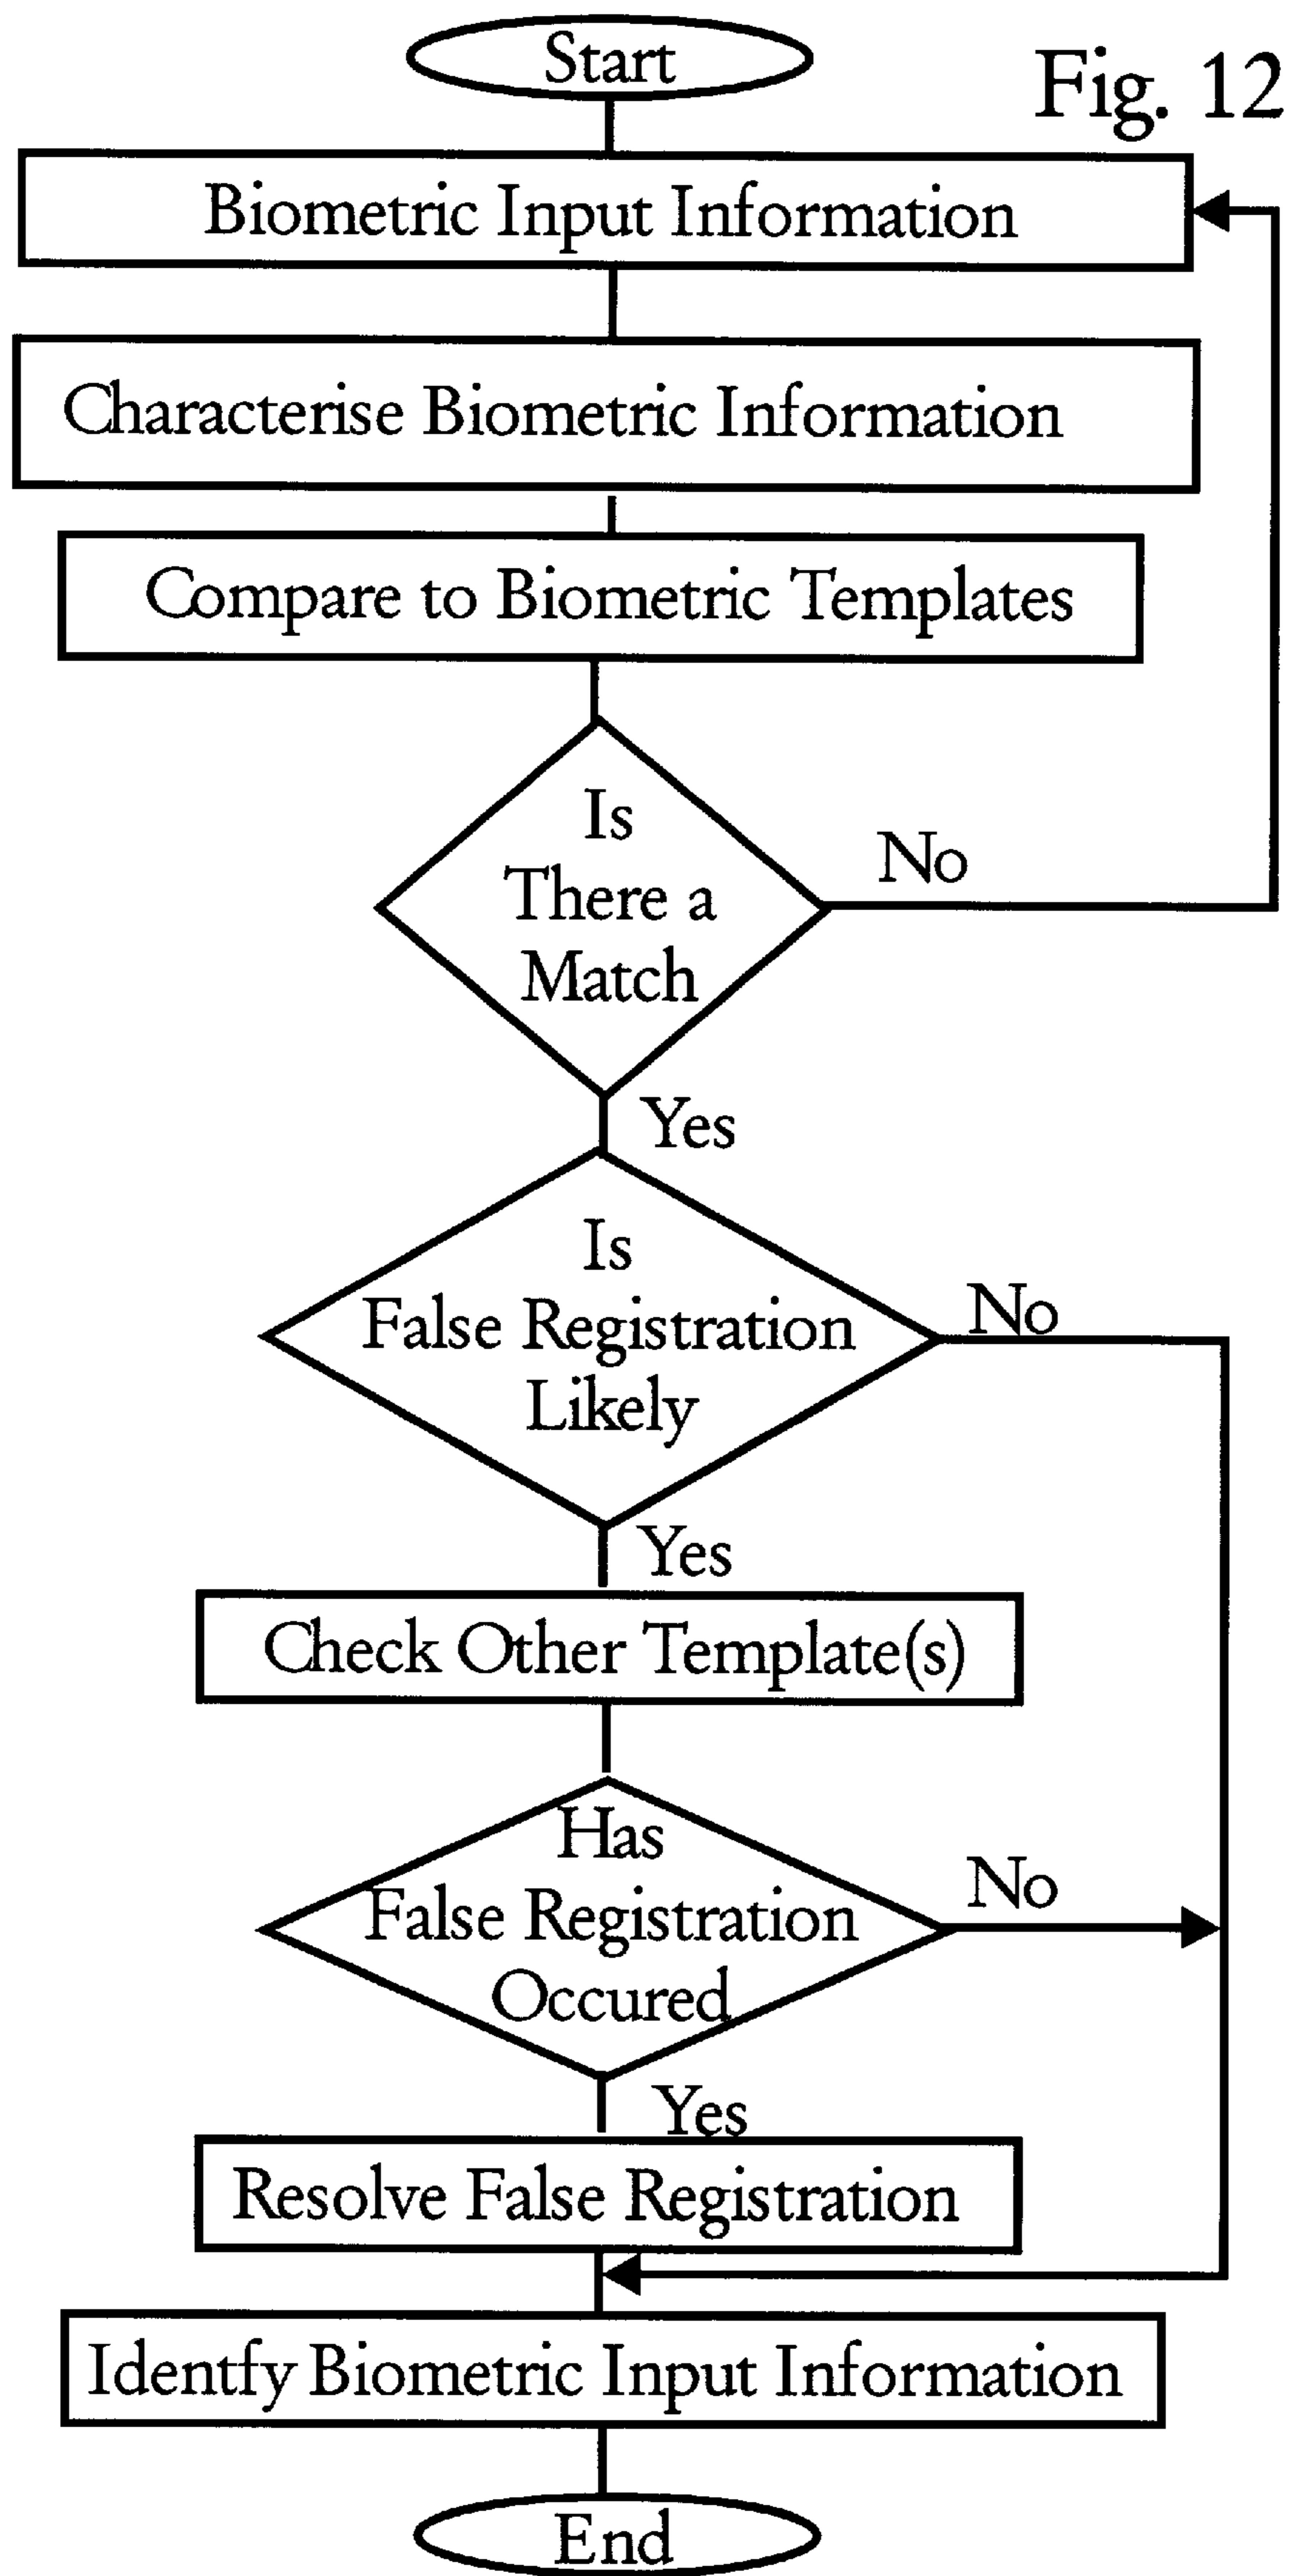 Start
Fig. 12
Biometric Input Information
Characterise Biometric Information
Compare to Biometric Templates
Is
There a
Match
No
Yes
Is
False Registration
Likely
No
Yes
Check Other Template(s)
Has
False Registration
Occured
No
Yes
Resolve False Registration
Identfy Biometric Input Information
End